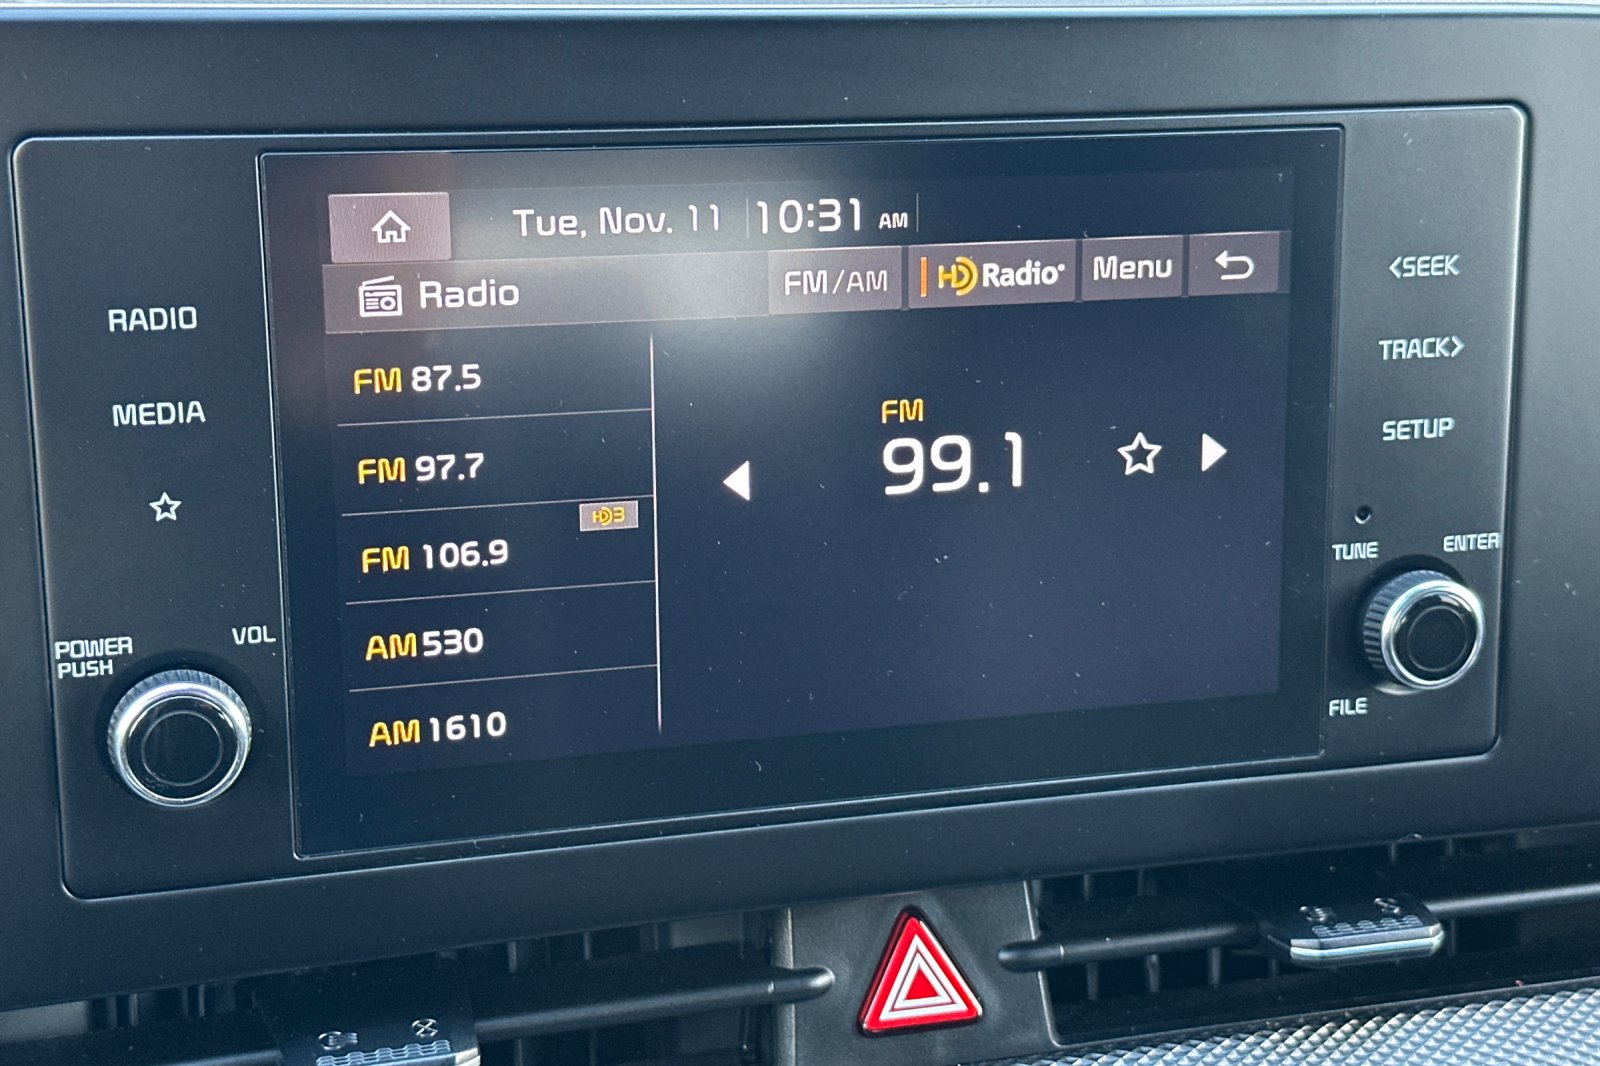 Tue, Nov. 11 10:31 AM
Radio FM/AM HD Radio Menu
FM 87.5
FM 97.7
HD3
FM 106.9
AM 530
AM 1610
FM
99.1
RADIO
MEDIA
POWER
PUSH
VOL
<SEEK
TRACK>
SETUP
TUNE
ENTER
FILE